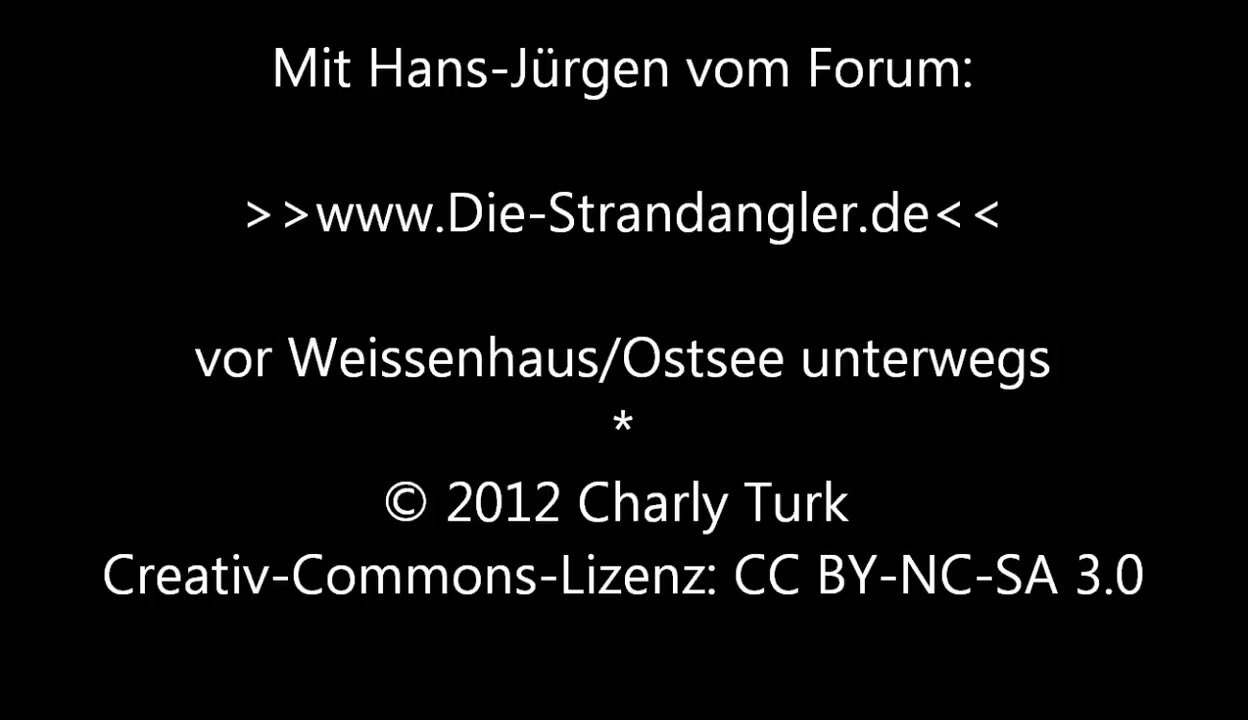 Mit Hans-Jürgen vom Forum:
>>www.Die-Strandangler.de<<
vor Weissenhaus/Ostsee unterwegs
*
© 2012 Charly Turk
Creativ-Commons-Lizenz: CC BY-NC-SA 3.0